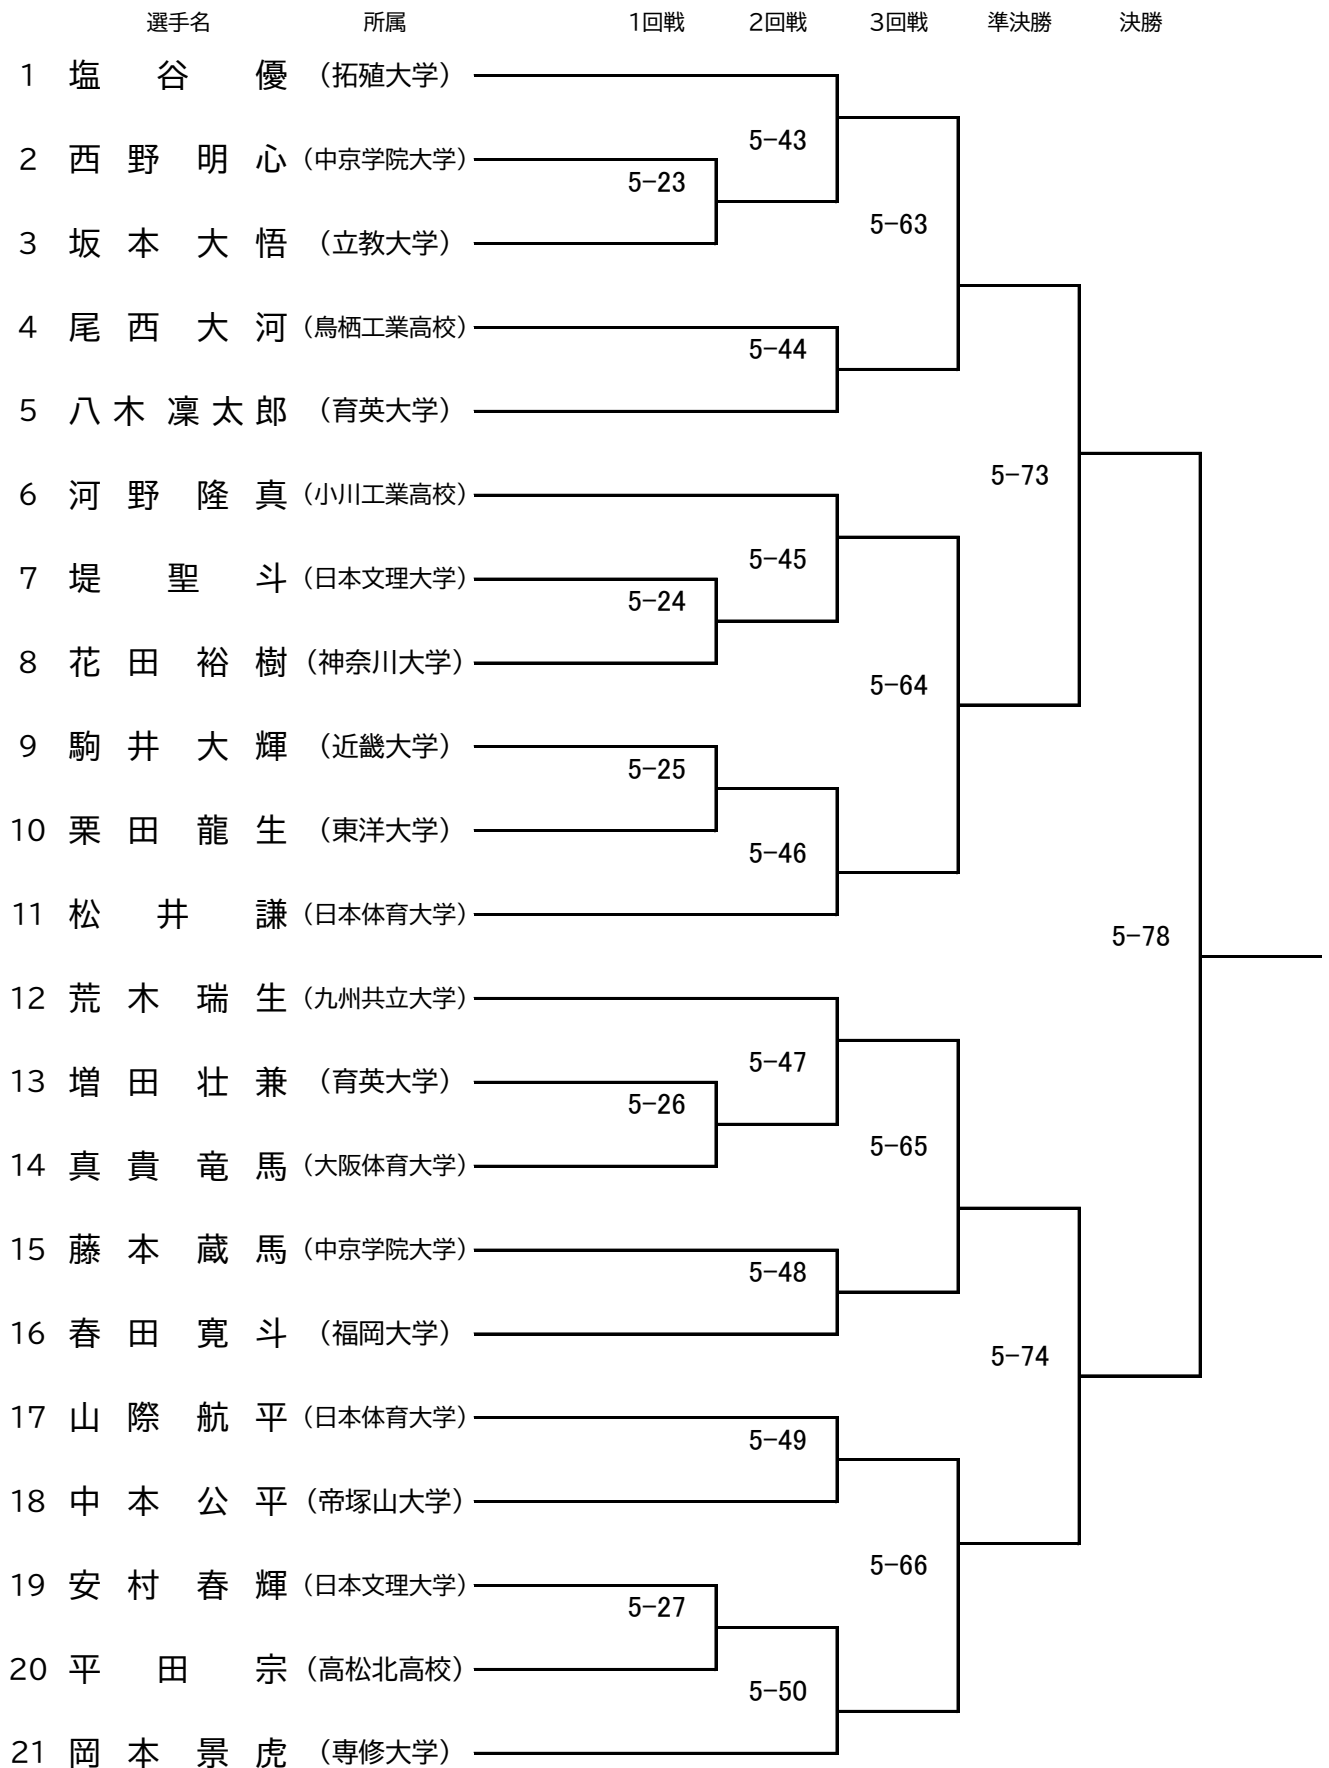 選手名 所属 1回戦 2回戦 3回戦 準決勝 決勝
1 塩谷優 （拓殖大学）
5-43
2 西野明心 （中京学院大学）
5-23
5-63
3 坂本大悟 （立教大学）
4 尾西大河 （鳥栖工業高校）
5-44
5 八木凜太郎 （育英大学）
5-73
6 河野隆真 （小川工業高校）
5-45
7 堤聖斗 （日本文理大学）
5-24
8 花田裕樹 （神奈川大学）
5-64
9 駒井大輝 （近畿大学）
5-25
10 栗田龍生 （東洋大学）
5-46
11 松井謙 （日本体育大学）
5-78
12 荒木瑞生 （九州共立大学）
5-47
13 増田壮兼 （育英大学）
5-26
5-65
14 真貴竜馬 （大阪体育大学）
15 藤本蔵馬 （中京学院大学）
5-48
16 春田寛斗 （福岡大学）
5-74
17 山際航平 （日本体育大学）
5-49
18 中本公平 （帝塚山大学）
5-66
19 安村春輝 （日本文理大学）
5-27
20 平田宗 （高松北高校）
5-50
21 岡本景虎 （専修大学）